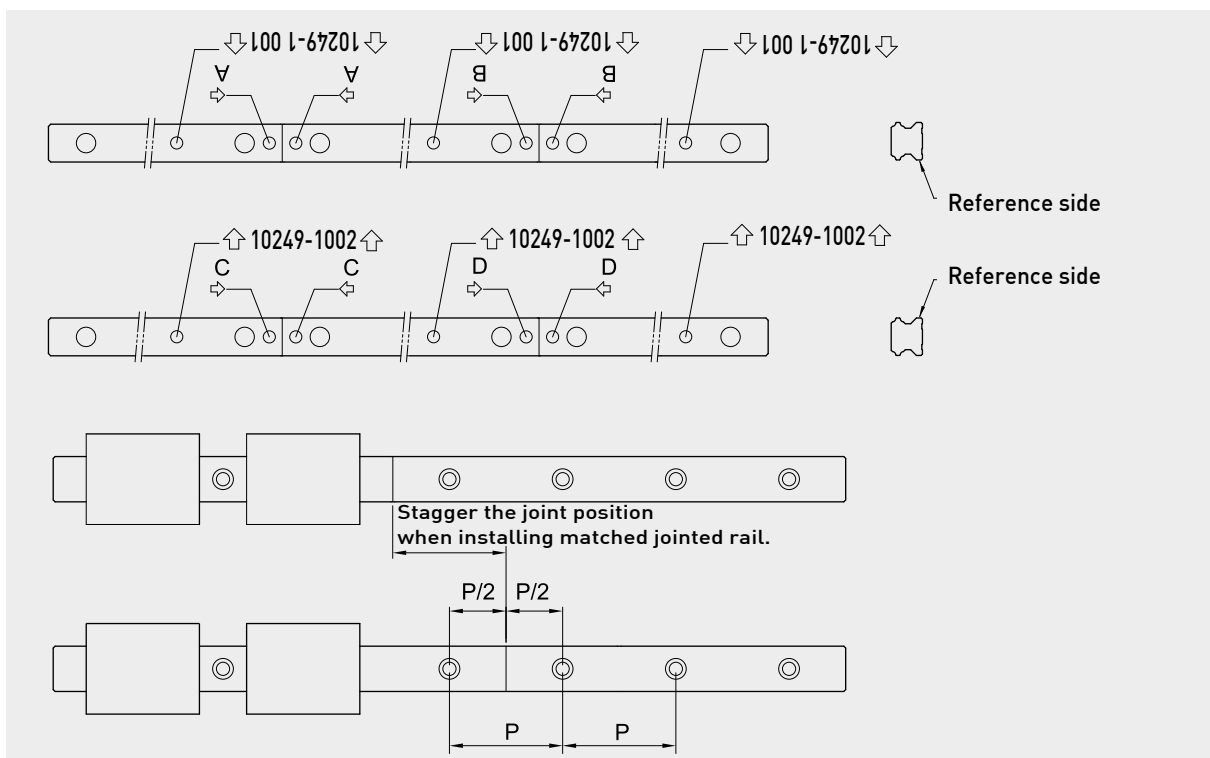 10249-1 001 10249-1 001 10249-1 001
A A B B
Reference side
10249-1002 10249-1002 10249-1002
C C D D
Reference side
Stagger the joint position
when installing matched jointed rail.
P/2 P/2
P P